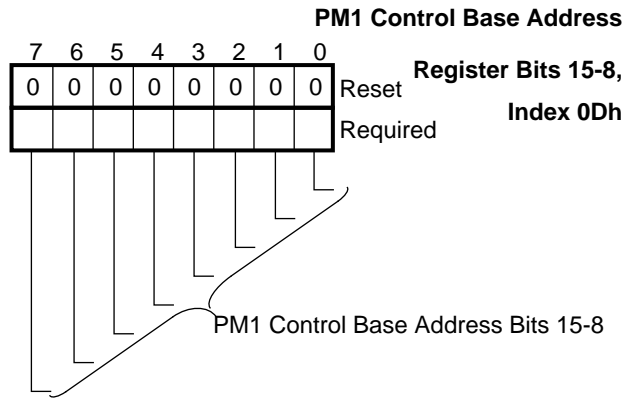 PM1 Control Base Address
Register Bits 15-8,
Index 0Dh
7 6 5 4 3 2 1 0
0 0 0 0 0 0 0 0 Reset
Required
PM1 Control Base Address Bits 15-8